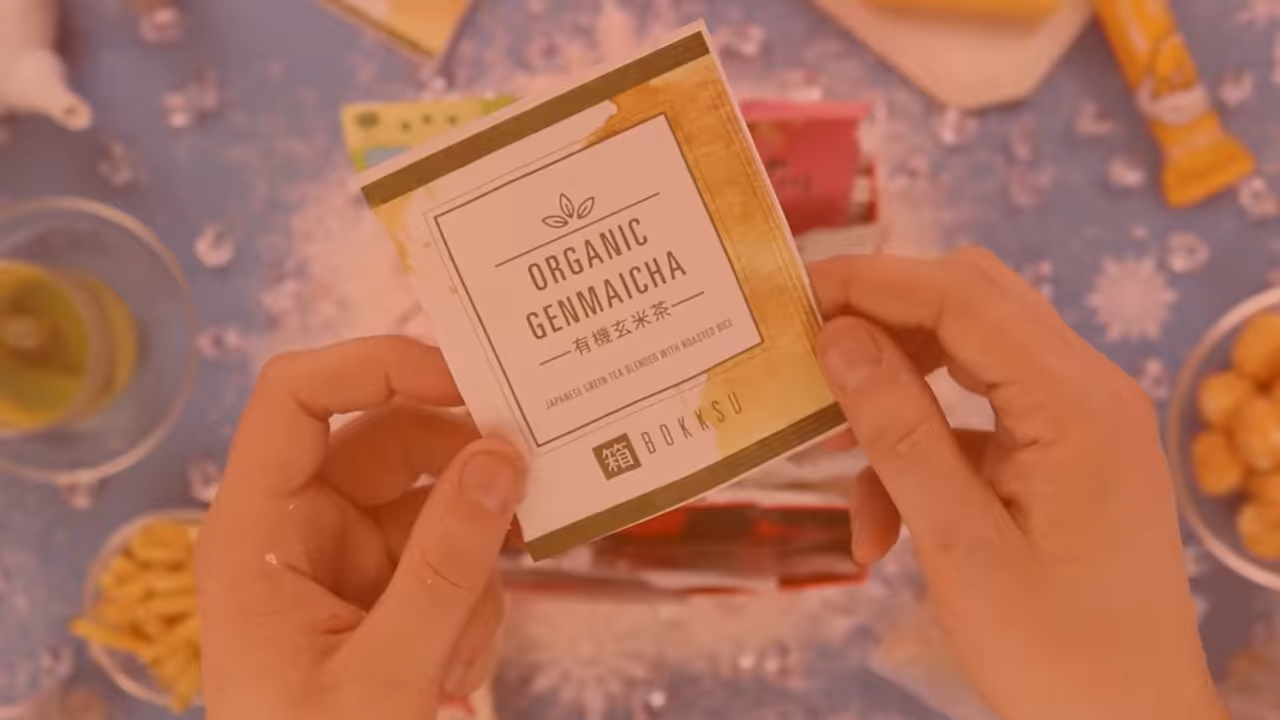 ORGANIC
GENMAICHA
有機玄米茶
JAPANESE GREEN TEA BLENDED WITH ROASTED RICE
箱 BOKKSU